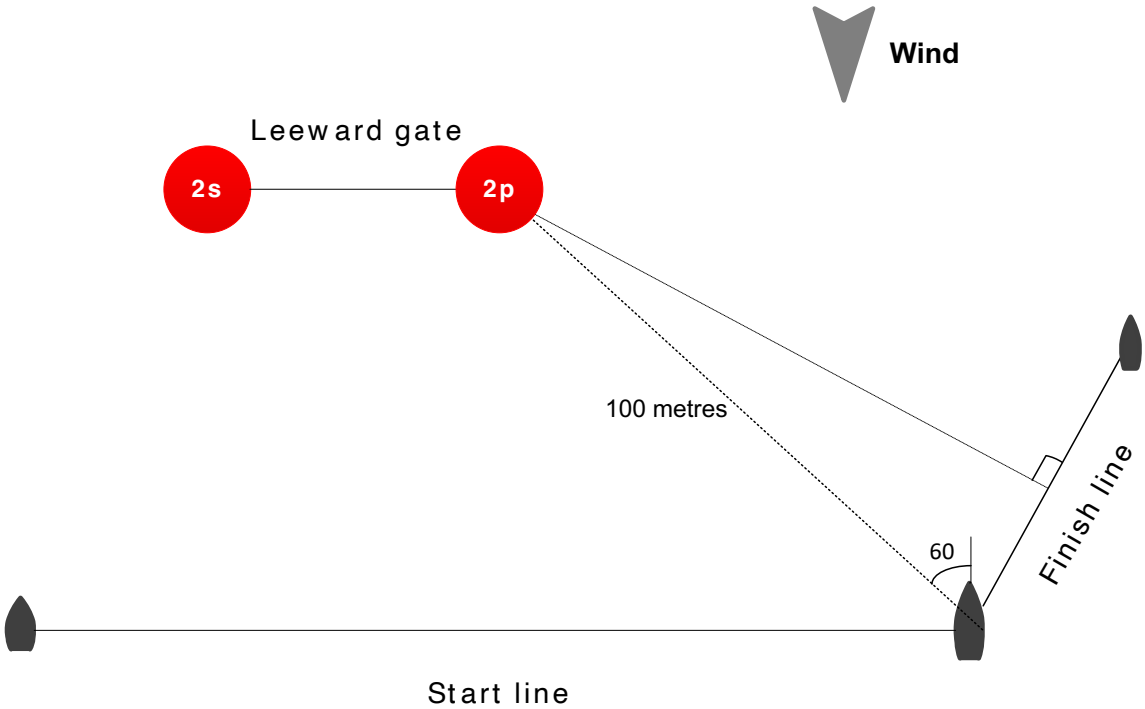 Wind
Leeward gate
2s
2p
100 metres
60
Finish line
Start line